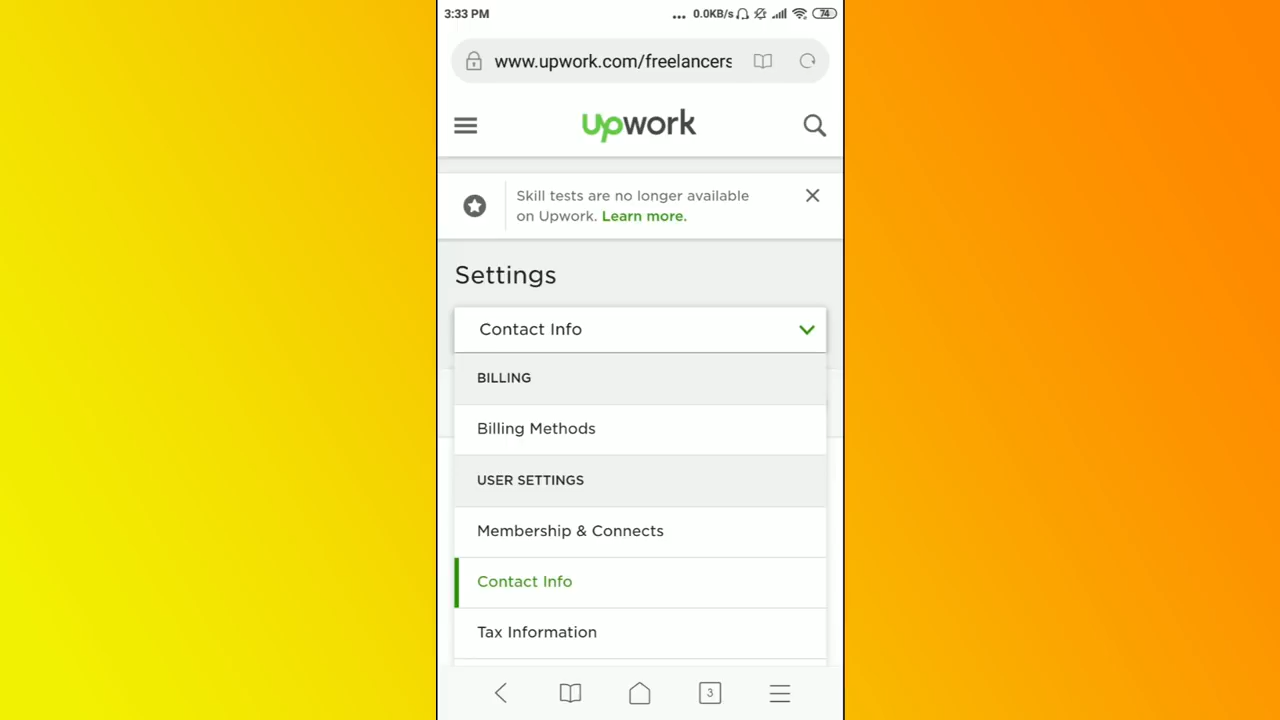 3:33 PM
... 0.0KB/s 74
www.upwork.com/freelancers
upwork
Skill tests are no longer available
on Upwork. Learn more.
Settings
Contact Info
BILLING
Billing Methods
USER SETTINGS
Membership & Connects
Contact Info
Tax Information
3